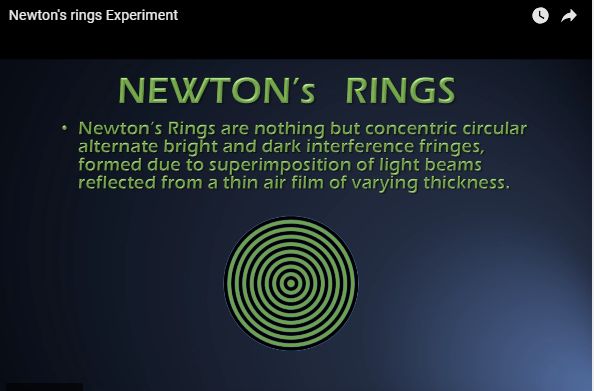 Newton's rings Experiment
NEWTON's RINGS
• Newton's Rings are nothing but concentric circular
alternate bright and dark interference fringes,
formed due to superimposition of light beams
reflected from a thin air film of varying thickness.